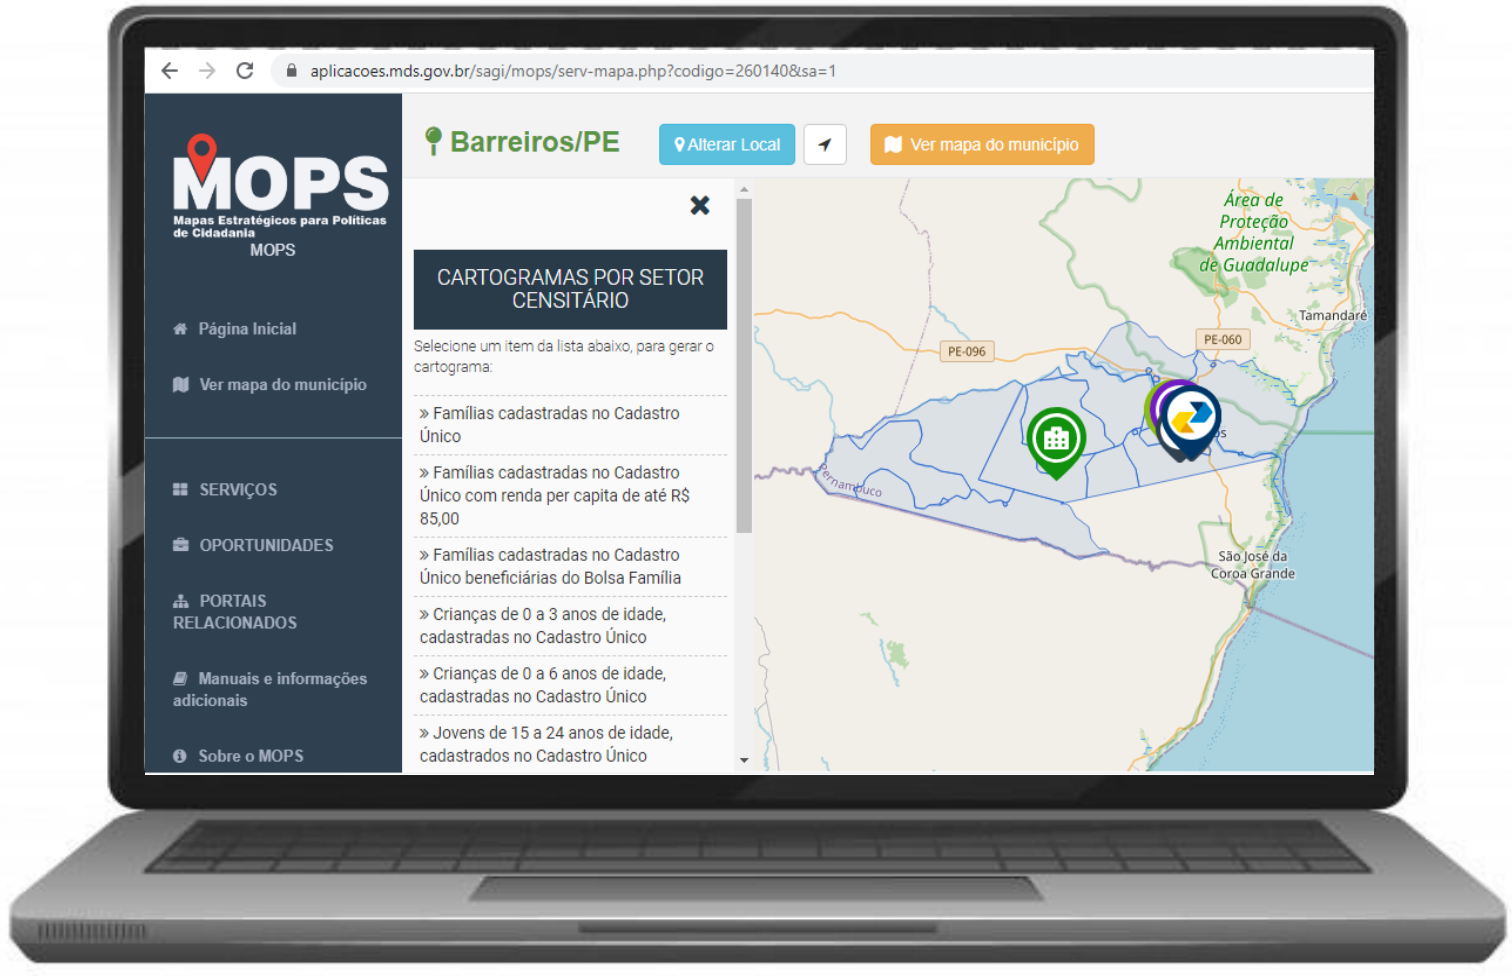 aplicacoes.mds.gov.br/sagi/mops/serv-mapa.php?codigo=260140&sa=1
MOPS
Mapas Estratégicos para Políticas
de Cidadania
MOPS
Página Inicial
Ver mapa do município
SERVIÇOS
OPORTUNIDADES
PORTAIS
RELACIONADOS
Manuais e informações
adicionais
Sobre o MOPS
Barreiros/PE
Alterar Local
Ver mapa do município
CARTOGRAMAS POR SETOR
CENSITÁRIO
Selecione um item da lista abaixo, para gerar o
cartograma:
» Famílias cadastradas no Cadastro
Único
» Famílias cadastradas no Cadastro
Único com renda per capita de até R$
85,00
» Famílias cadastradas no Cadastro
Único beneficiárias do Bolsa Família
» Crianças de 0 a 3 anos de idade,
cadastradas no Cadastro Único
» Crianças de 0 a 6 anos de idade,
cadastradas no Cadastro Único
» Jovens de 15 a 24 anos de idade,
cadastrados no Cadastro Único
Área de
Proteção
Ambiental
de Guadalupe
Tamandaré
PE-060
PE-096
Pernambuco
São José da
Coroa Grande